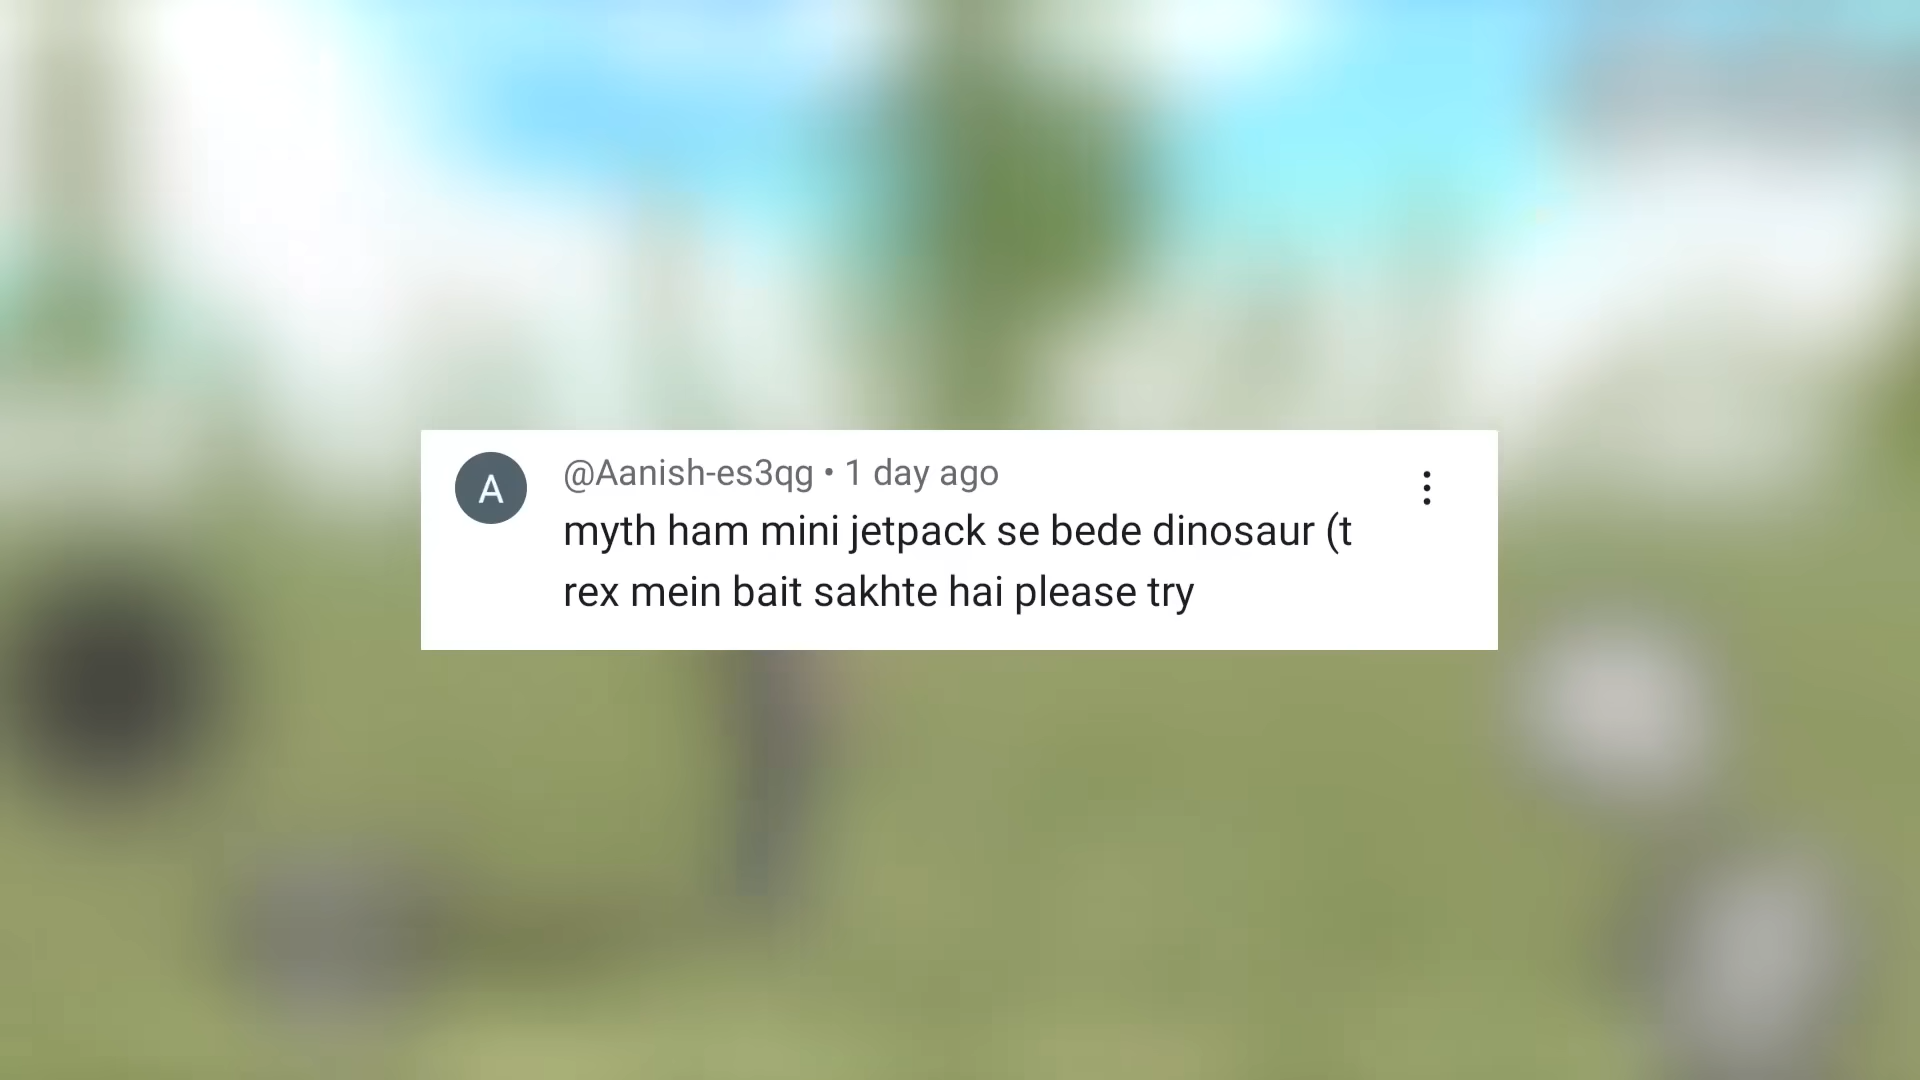 A
@Aanish-es3qg • 1 day ago
myth ham mini jetpack se bede dinosaur (t
rex mein bait sakhte hai please try